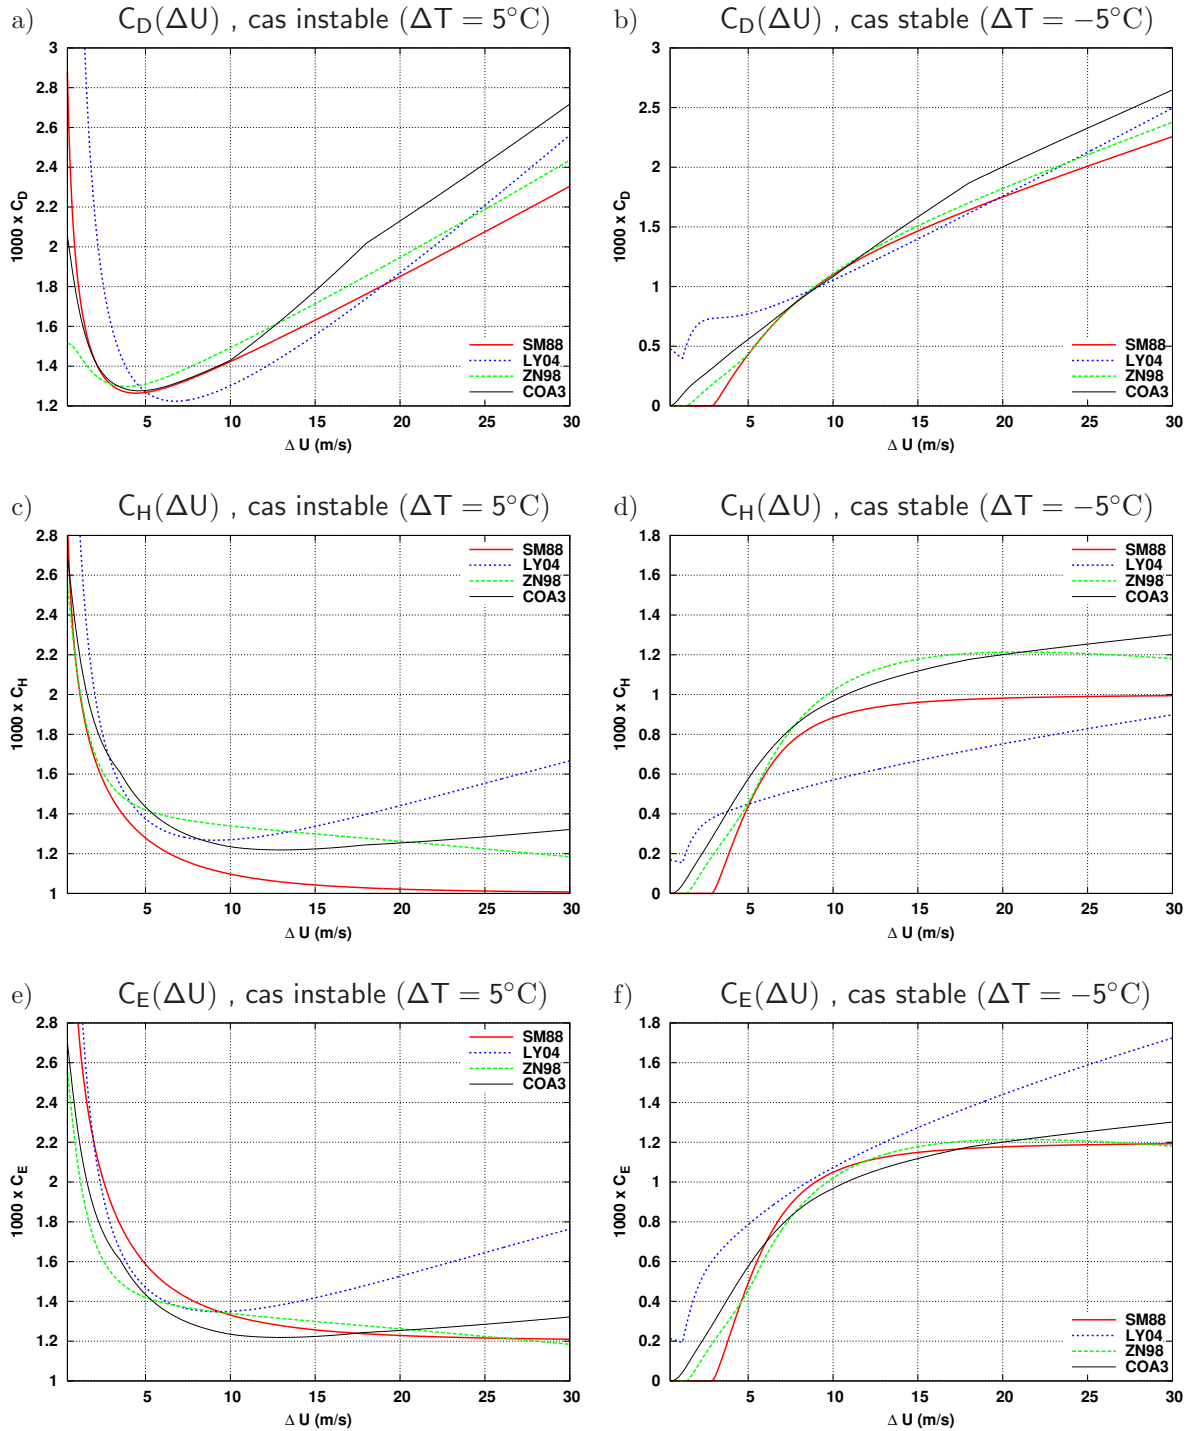 a) C_D(ΔU) , cas instable (ΔT = 5°C)
3
2.8
2.6
2.4
2.2
2
1.8
1.6
1.4
1.2
1000 x C_D
SM88
LY04
ZN98
COA3
5 10 15 20 25 30
Δ U (m/s)
b) C_D(ΔU) , cas stable (ΔT = −5°C)
3
2.5
2
1.5
1
0.5
0
1000 x C_D
SM88
LY04
ZN98
COA3
5 10 15 20 25 30
Δ U (m/s)
c) C_H(ΔU) , cas instable (ΔT = 5°C)
2.8
2.6
2.4
2.2
2
1.8
1.6
1.4
1.2
1
1000 x C_H
SM88
LY04
ZN98
COA3
5 10 15 20 25 30
Δ U (m/s)
d) C_H(ΔU) , cas stable (ΔT = −5°C)
1.8
1.6
1.4
1.2
1
0.8
0.6
0.4
0.2
0
1000 x C_H
SM88
LY04
ZN98
COA3
5 10 15 20 25 30
Δ U (m/s)
e) C_E(ΔU) , cas instable (ΔT = 5°C)
2.8
2.6
2.4
2.2
2
1.8
1.6
1.4
1.2
1
1000 x C_E
SM88
LY04
ZN98
COA3
5 10 15 20 25 30
Δ U (m/s)
f) C_E(ΔU) , cas stable (ΔT = −5°C)
1.8
1.6
1.4
1.2
1
0.8
0.6
0.4
0.2
0
1000 x C_E
SM88
LY04
ZN98
COA3
5 10 15 20 25 30
Δ U (m/s)